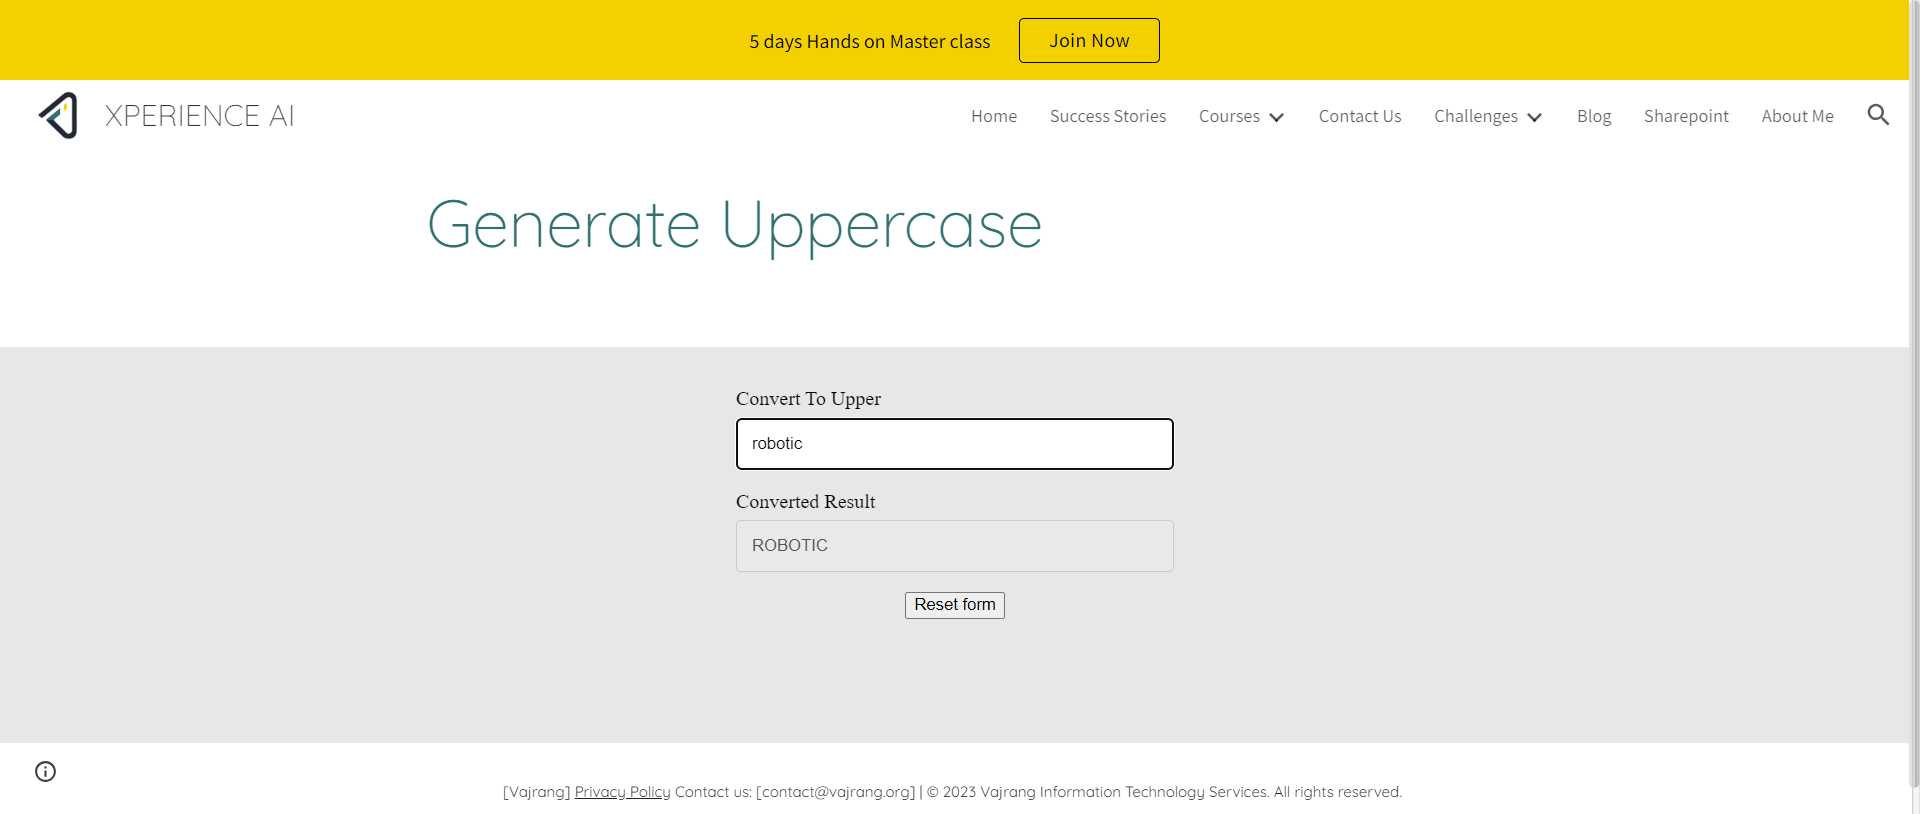 5 days Hands on Master class Join Now
XPERIENCE AI Home Success Stories Courses Contact Us Challenges Blog Sharepoint About Me
Generate Uppercase
Convert To Upper
robotic
Converted Result
ROBOTIC
Reset form
[Vajrang] Privacy Policy Contact us: [contact@vajrang.org] | © 2023 Vajrang Information Technology Services. All rights reserved.